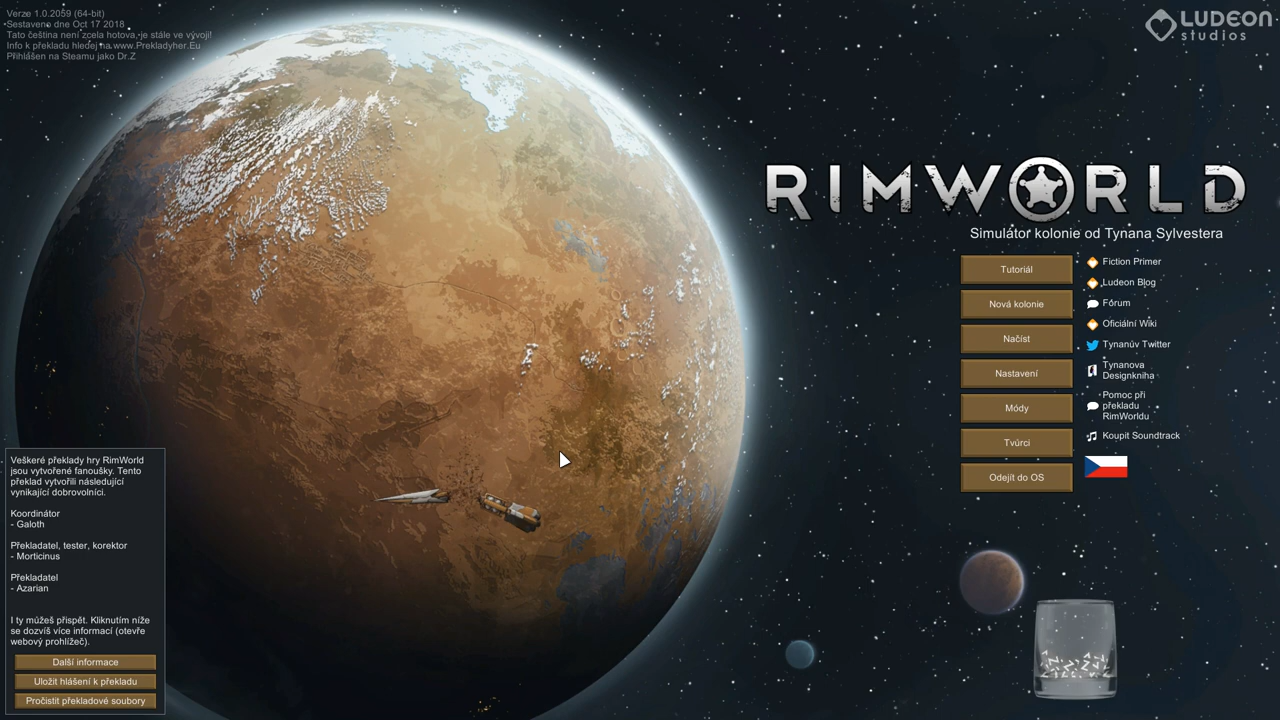 Verze 1.0.2059 (64-bit)
Sestaveno dne Oct 17 2018
Tato čeština není zcela hotova, je stále ve vývoji!
Info k překladu hledej na www.Prekladyher.Eu
Přihlášen na Steamu jako Dr.Z
LUDEON
studios
RIMWORLD
Simulátor kolonie od Tynana Sylvestera
Tutoriál
Nová kolonie
Načíst
Nastavení
Módy
Tvůrci
Odejít do OS
Fiction Primer
Ludeon Blog
Fórum
Oficiální Wiki
Tynanův Twitter
Tynanova
Designkniha
Pomoc při
překladu
RimWorldu
Koupit Soundtrack
Veškeré překlady hry RimWorld
jsou vytvořené fanoušky. Tento
překlad vytvořili následující
vynikající dobrovolníci.
Koordinátor
- Galoth
Překladatel, tester, korektor
- Morticinus
Překladatel
- Azarian
I ty můžeš přispět. Kliknutím níže
se dozvíš více informací (otevře
webový prohlížeč).
Další informace
Uložit hlášení k překladu
Pročistit překladové soubory